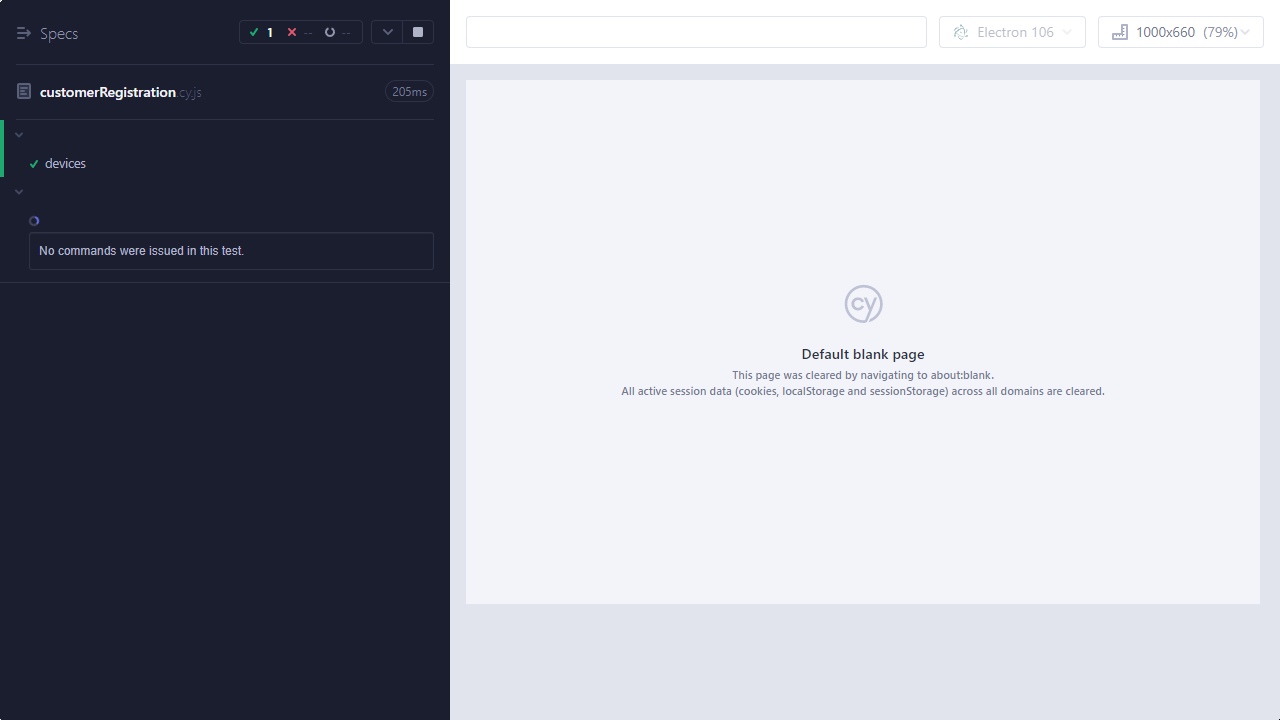 Specs
1
--
--
customerRegistration.cy.js
205ms
devices
No commands were issued in this test.
Electron 106
1000x660 (79%)
cy
Default blank page
This page was cleared by navigating to about:blank.
All active session data (cookies, localStorage and sessionStorage) across all domains are cleared.